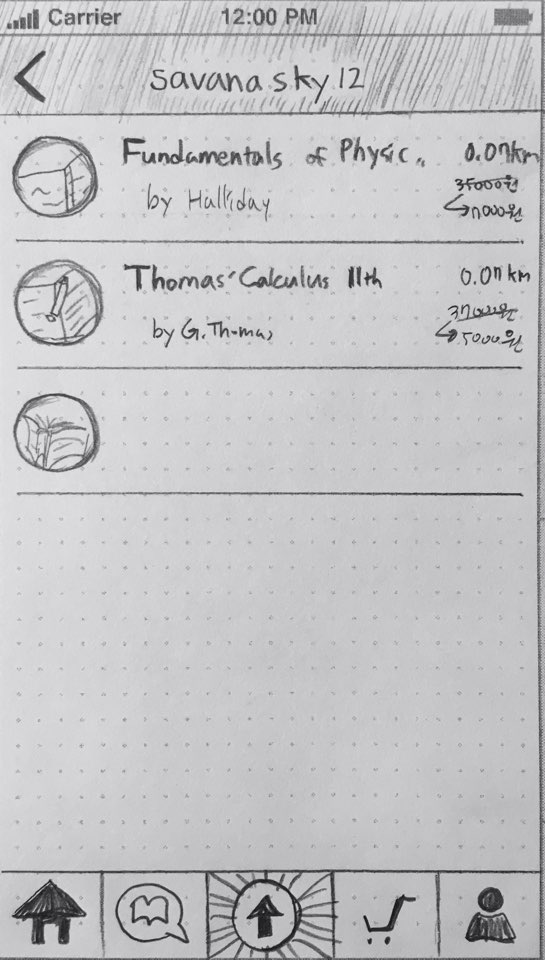 Carrier 12:00 PM
savanasky12
Fundamentals of Physic.. 0.07km
35000원
by Halliday
7000원
Thomas' Calculus 11th 0.07km
37000원
by G.Thomas
5000원